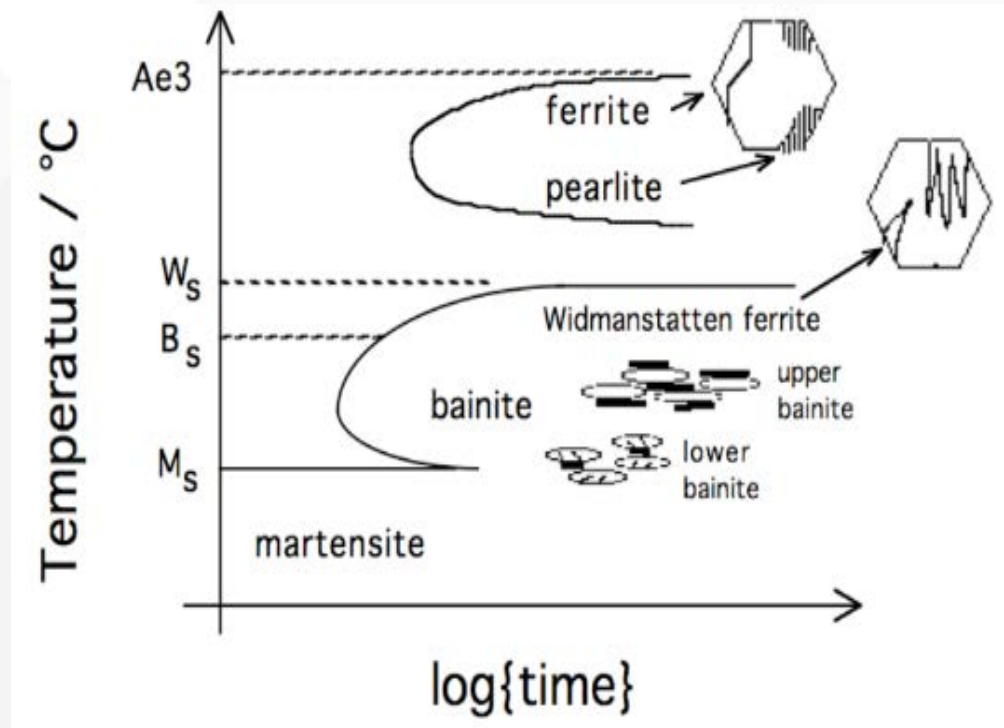 Temperature / °C
Ae3
ferrite
pearlite
Ws
Widmanstatten ferrite
Bs
upper
bainite
bainite
lower
bainite
Ms
martensite
log{time}